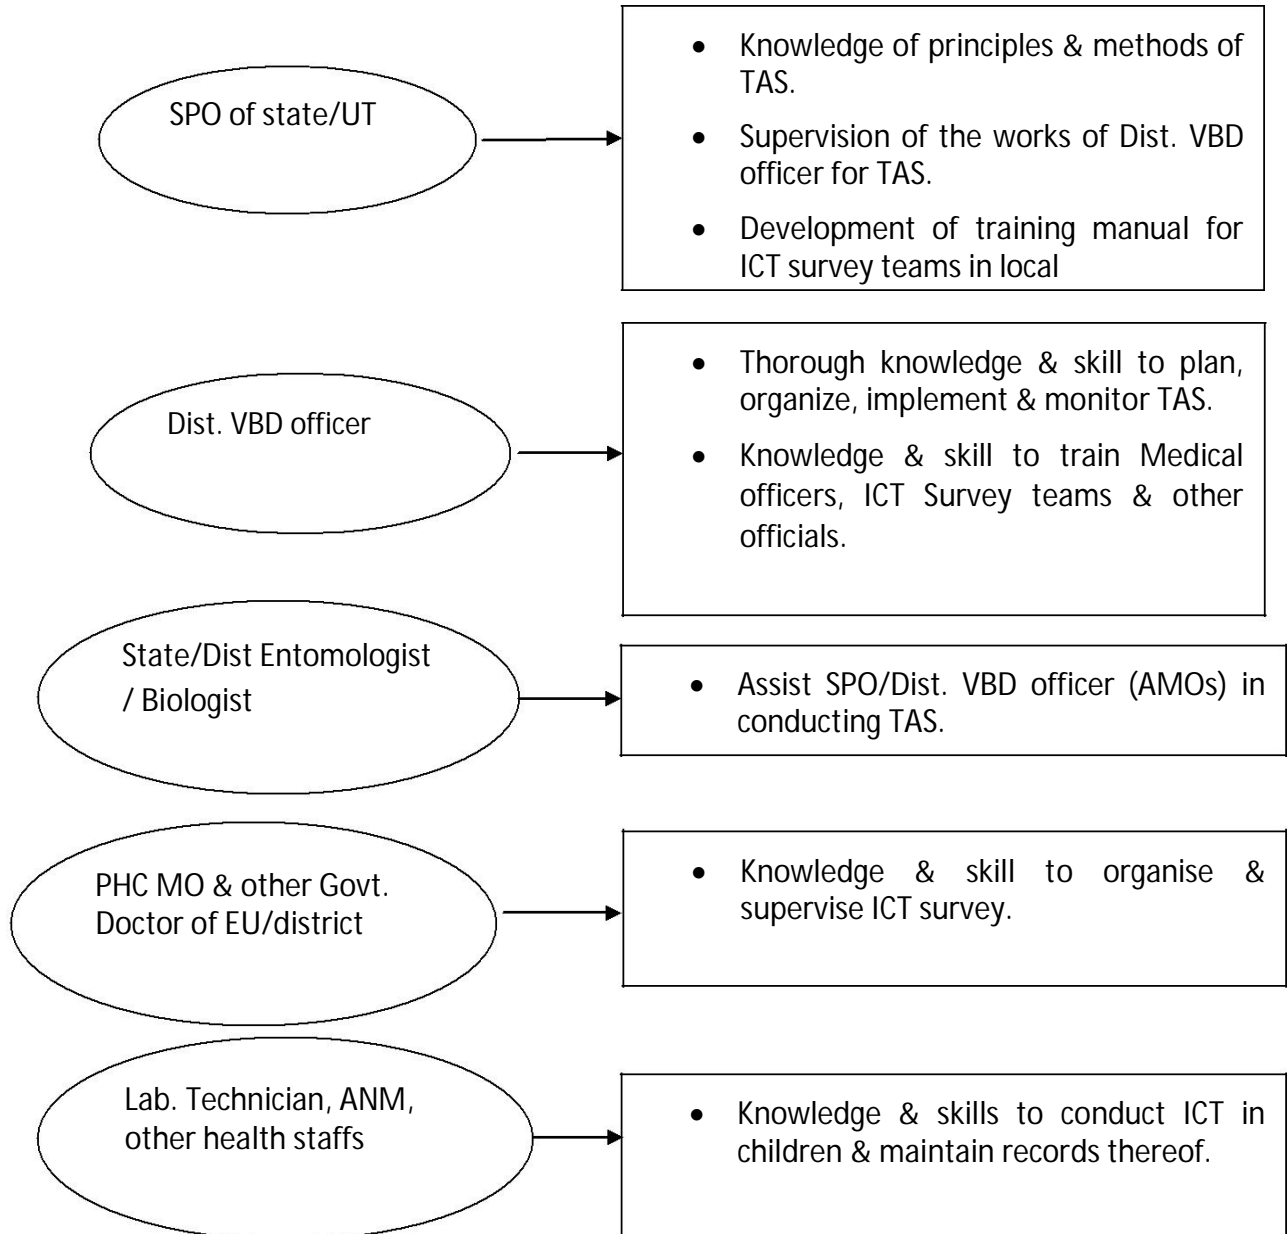 SPO of state/UT
• Knowledge of principles & methods of
TAS.
• Supervision of the works of Dist. VBD
officer for TAS.
• Development of training manual for
ICT survey teams in local
Dist. VBD officer
• Thorough knowledge & skill to plan,
organize, implement & monitor TAS.
• Knowledge & skill to train Medical
officers, ICT Survey teams & other
officials.
State/Dist Entomologist
/ Biologist
• Assist SPO/Dist. VBD officer (AMOs) in
conducting TAS.
PHC MO & other Govt.
Doctor of EU/district
• Knowledge & skill to organise &
supervise ICT survey.
Lab. Technician, ANM,
other health staffs
• Knowledge & skills to conduct ICT in
children & maintain records thereof.